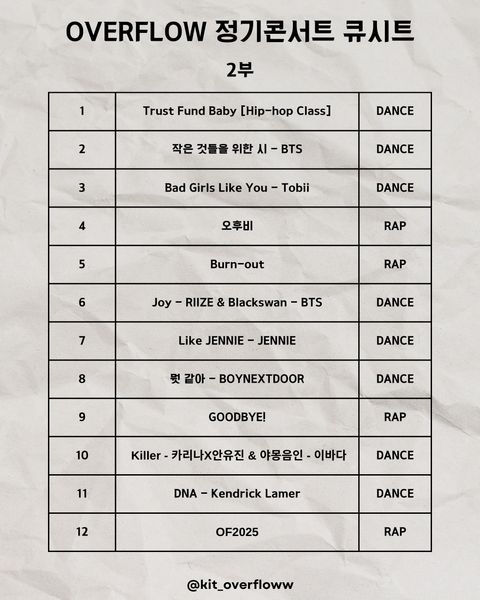 OVERFLOW 정기콘서트 큐시트
2부
1 Trust Fund Baby [Hip-hop Class] DANCE
2 작은 것들을 위한 시 - BTS DANCE
3 Bad Girls Like You - Tobii DANCE
4 오후비 RAP
5 Burn-out RAP
6 Joy - RIIZE & Blackswan - BTS DANCE
7 Like JENNIE - JENNIE DANCE
8 뭣 같아 - BOYNEXTDOOR DANCE
9 GOODBYE! RAP
10 Killer - 카리나X안유진 & 야몽음인 - 이바다 DANCE
11 DNA - Kendrick Lamer DANCE
12 OF2025 RAP
@kit_overfloww